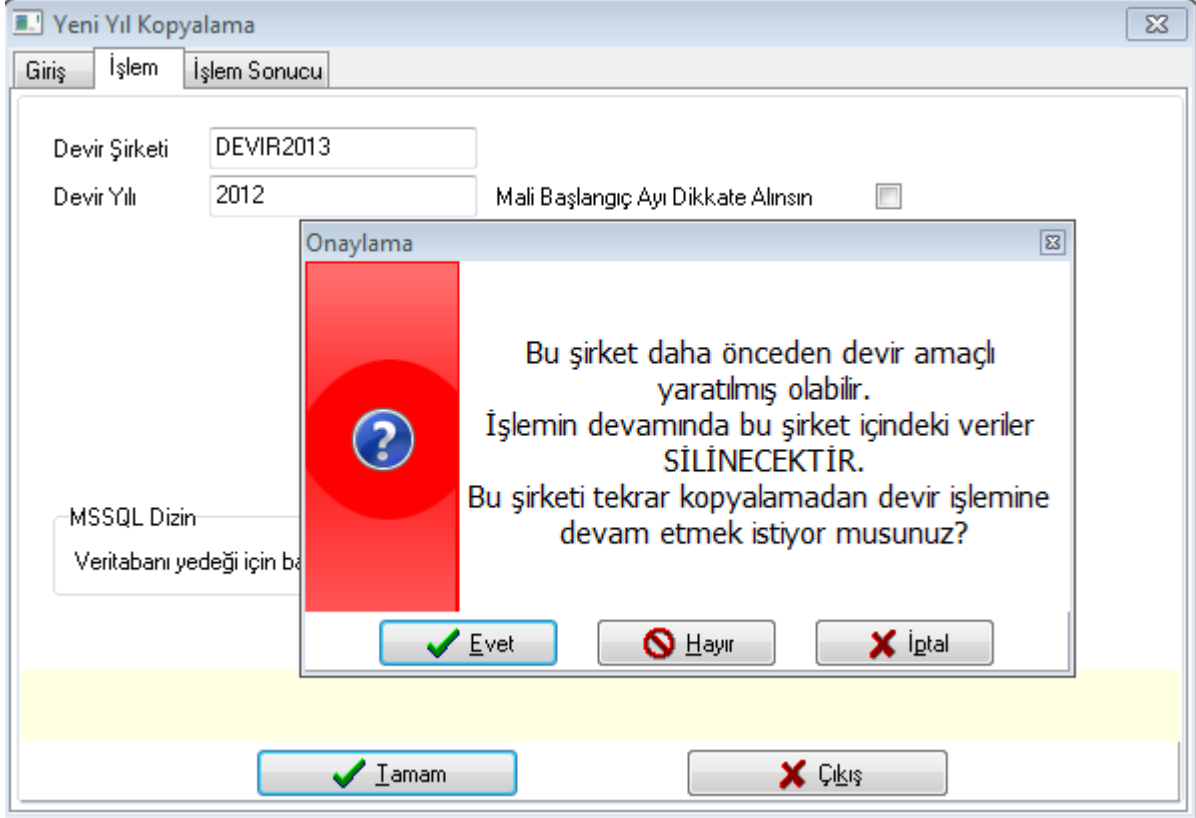 Yeni Yıl Kopyalama
Giriş
İşlem
İşlem Sonucu
Devir Şirketi
DEVIR2013
Devir Yılı
2012
Mali Başlangıç Ayı Dikkate Alınsın
Onaylama
Bu şirket daha önceden devir amaçlı
yaratılmış olabilir.
İşlemin devamında bu şirket içindeki veriler
SİLİNECEKTİR.
Bu şirketi tekrar kopyalamadan devir işlemine
devam etmek istiyor musunuz?
Evet
Hayır
İptal
MSSQL Dizin
Veritabanı yedeği için
Tamam
Çıkış